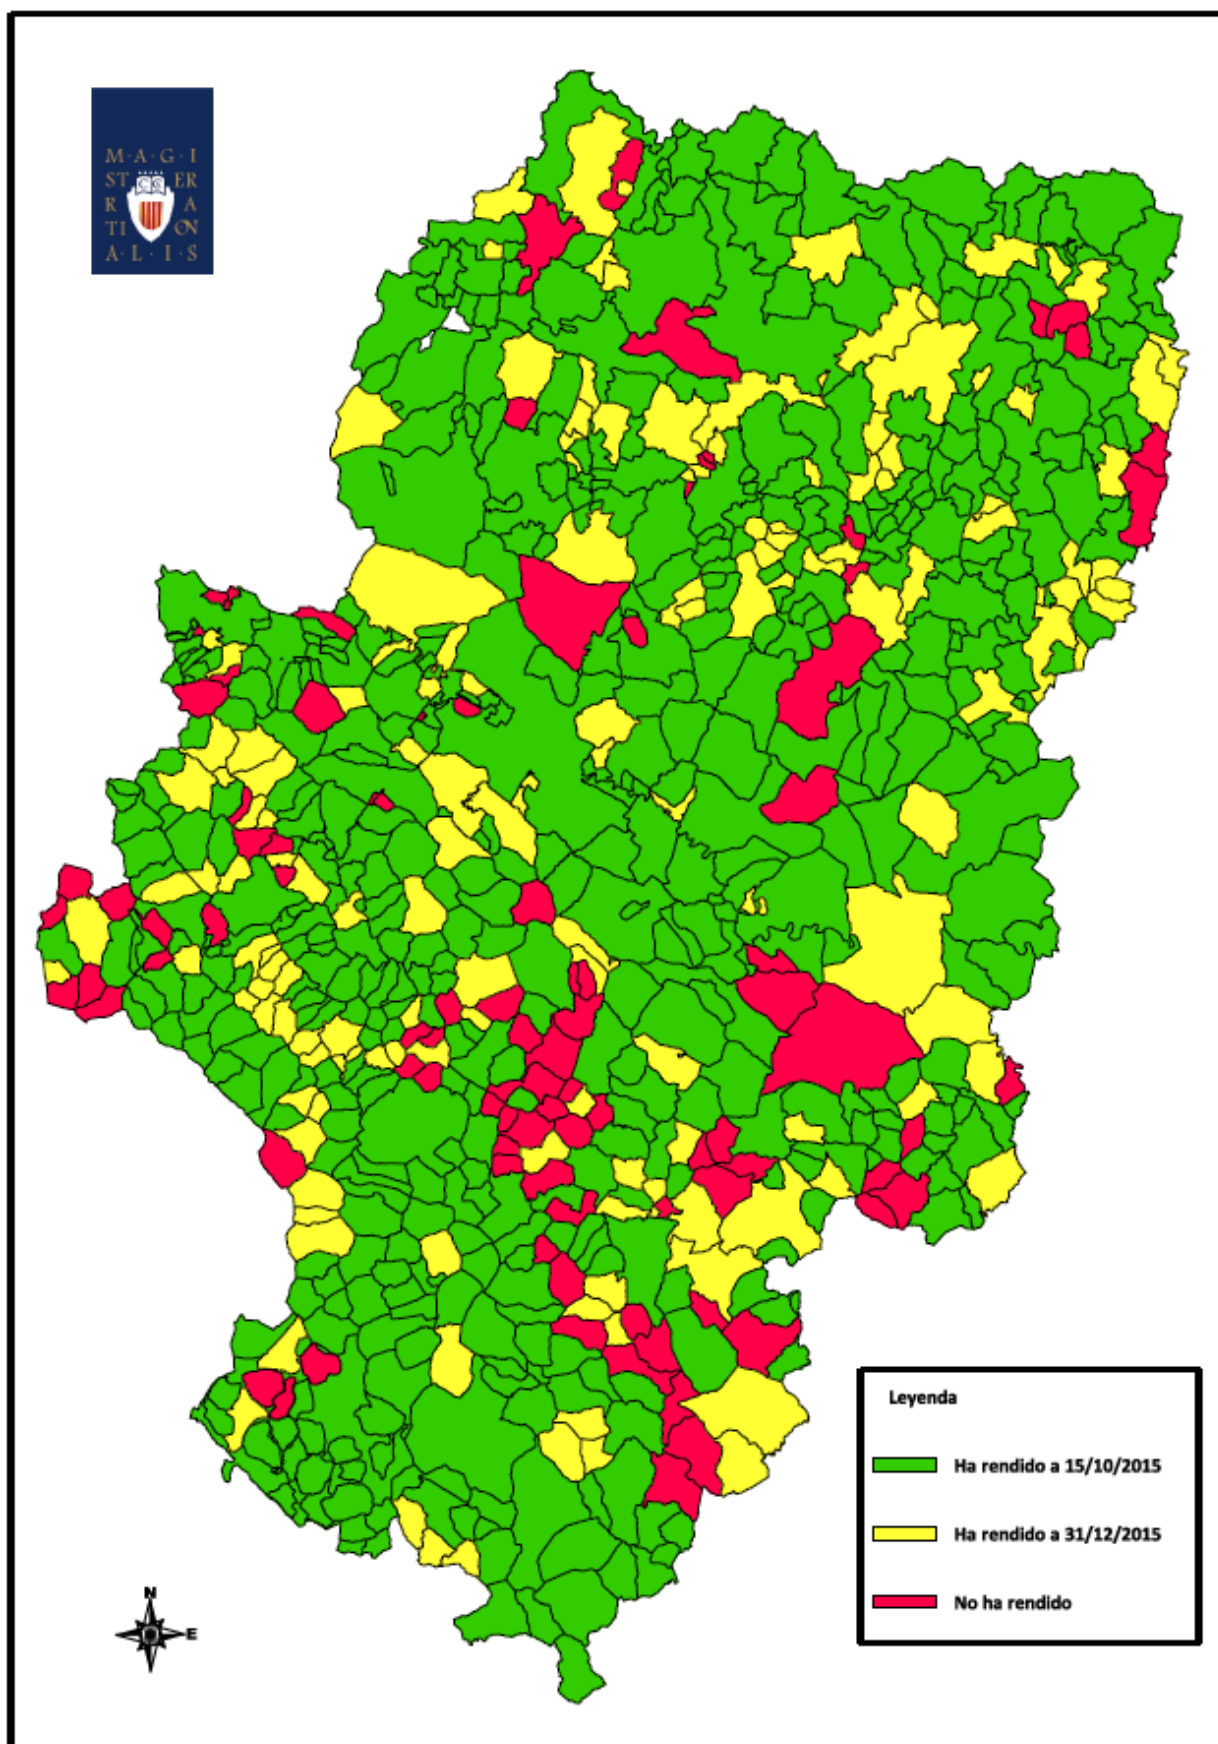 M·A·G·I
ST ER
R A
TI ON
A·L·I·S
Leyenda
Ha rendido a 15/10/2015
Ha rendido a 31/12/2015
No ha rendido
N
E